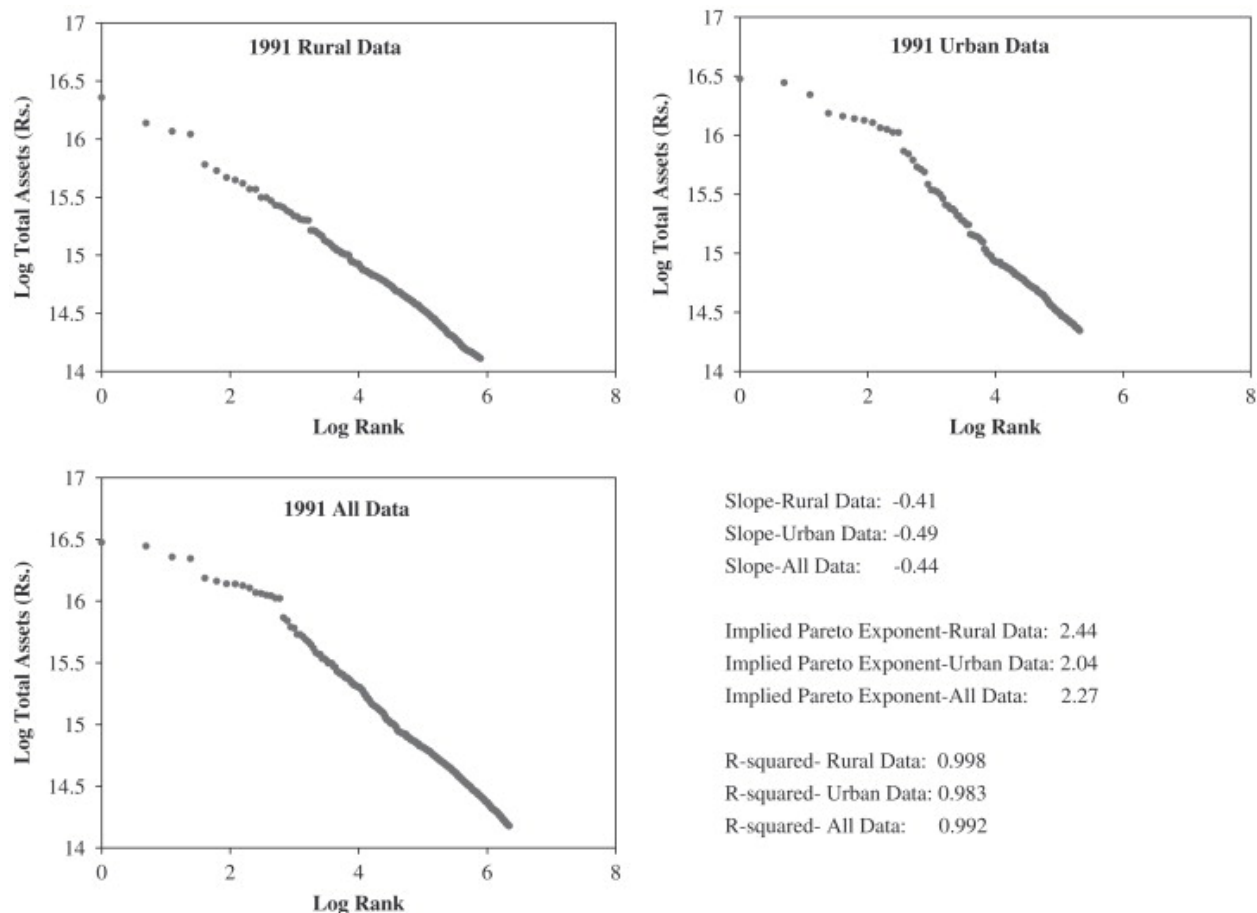 1991 Rural Data
Log Total Assets (Rs.)
17
16.5
16
15.5
15
14.5
14
0 2 4 6 8
Log Rank
1991 Urban Data
Log Total Assets (Rs.)
17
16.5
16
15.5
15
14.5
14
0 2 4 6 8
Log Rank
1991 All Data
Log Total Assets (Rs.)
17
16.5
16
15.5
15
14.5
14
0 2 4 6 8
Log Rank
Slope-Rural Data: -0.41
Slope-Urban Data: -0.49
Slope-All Data: -0.44
Implied Pareto Exponent-Rural Data: 2.44
Implied Pareto Exponent-Urban Data: 2.04
Implied Pareto Exponent-All Data: 2.27
R-squared- Rural Data: 0.998
R-squared- Urban Data: 0.983
R-squared- All Data: 0.992